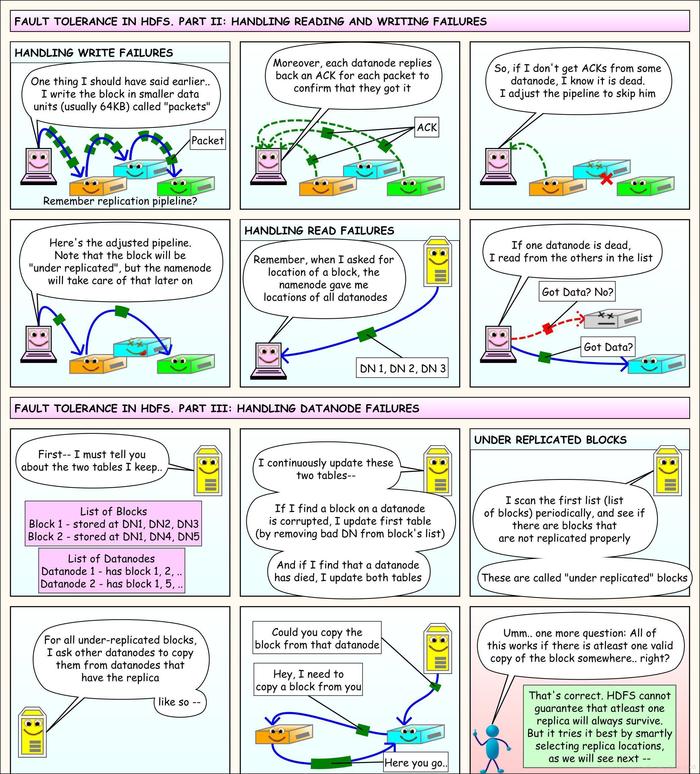 FAULT TOLERANCE IN HDFS. PART II: HANDLING READING AND WRITING FAILURES
HANDLING WRITE FAILURES
One thing I should have said earlier..
I write the block in smaller data
units (usually 64KB) called "packets"
Packet
Remember replication pipleline?
Moreover, each datanode replies
back an ACK for each packet to
confirm that they got it
ACK
So, if I don't get ACKs from some
datanode, I know it is dead.
I adjust the pipeline to skip him
Here's the adjusted pipeline.
Note that the block will be
"under replicated", but the namenode
will take care of that later on
HANDLING READ FAILURES
Remember, when I asked for
location of a block, the
namenode gave me
locations of all datanodes
DN 1, DN 2, DN 3
If one datanode is dead,
I read from the others in the list
Got Data? No?
Got Data?
FAULT TOLERANCE IN HDFS. PART III: HANDLING DATANODE FAILURES
First-- I must tell you
about the two tables I keep..
List of Blocks
Block 1 - stored at DN1, DN2, DN3
Block 2 - stored at DN1, DN4, DN5
List of Datanodes
Datanode 1 - has block 1, 2, ..
Datanode 2 - has block 1, 5, ..
I continuously update these
two tables--
If I find a block on a datanode
is corrupted, I update first table
(by removing bad DN from block's list)
And if I find that a datanode
has died, I update both tables
UNDER REPLICATED BLOCKS
I scan the first list (list
of blocks) periodically, and see if
there are blocks that
are not replicated properly
These are called "under replicated" blocks
For all under-replicated blocks,
I ask other datanodes to copy
them from datanodes that
have the replica
like so --
Could you copy the
block from that datanode
Hey, I need to
copy a block from you
Here you go..
Umm.. one more question: All of
this works if there is atleast one valid
copy of the block somewhere.. right?
That's correct. HDFS cannot
guarantee that atleast one
replica will always survive.
But it tries it best by smartly
selecting replica locations,
as we will see next --